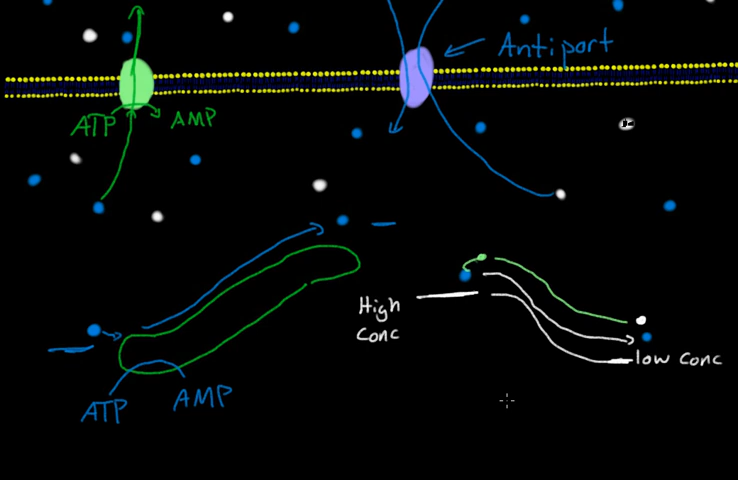 Antiport
ATP AMP
High
Conc
low Conc
ATP AMP